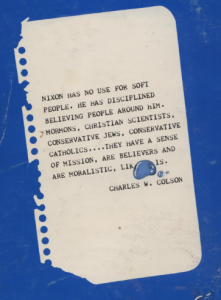 NIXON HAS NO USE FOR SOFT
PEOPLE. HE HAS DISCIPLINED
BELIEVING PEOPLE AROUND HIM.
MORMONS, CHRISTIAN SCIENTISTS,
CONSERVATIVE JEWS, CONSERVATIVE
CATHOLICS....THEY HAVE A SENSE
OF MISSION, ARE BELIEVERS AND
ARE MORALISTIC, IS.
CHARLES W. COLSON